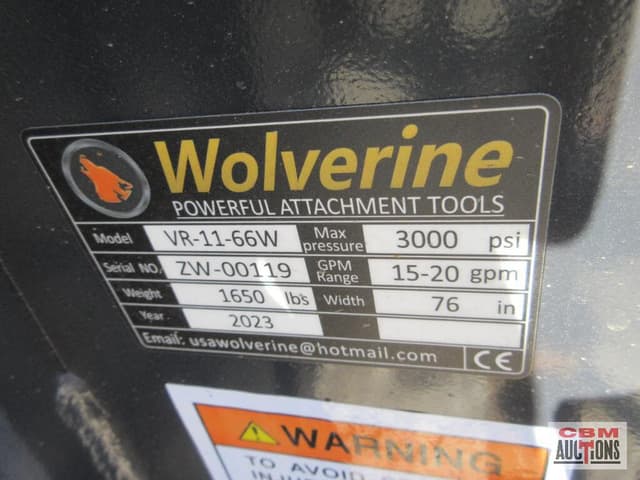 Wolverine
POWERFUL ATTACHMENT TOOLS
Model VR-11-66W Max pressure 3000 psi
Serial NO. ZW-00119 GPM Range 15-20 gpm
Weight 1650 lb's Width 76 in
Year 2023
Email: usawolverine@hotmail.com CE
WARNING
TO AVOID
CBM
AUCTIONS